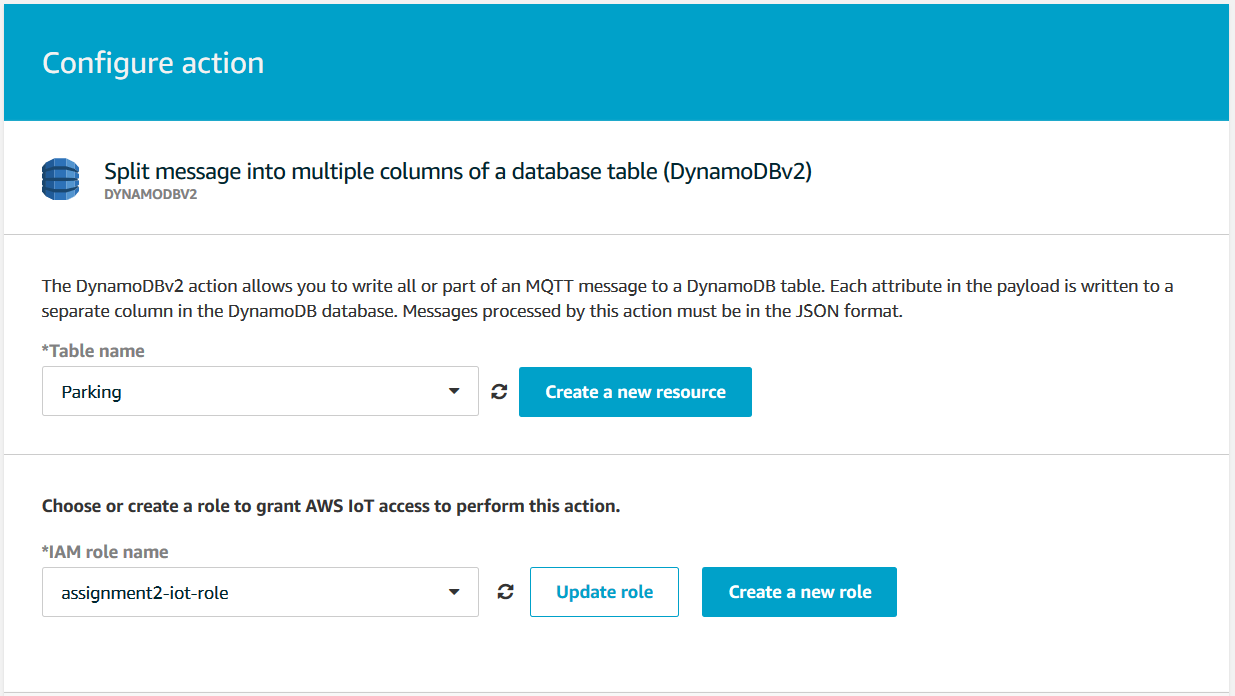 Configure action
Split message into multiple columns of a database table (DynamoDBv2)
DYNAMODBV2
The DynamoDBv2 action allows you to write all or part of an MQTT message to a DynamoDB table. Each attribute in the payload is written to a
separate column in the DynamoDB database. Messages processed by this action must be in the JSON format.
*Table name
Parking
Create a new resource
Choose or create a role to grant AWS IoT access to perform this action.
*IAM role name
assignment2-iot-role
Update role
Create a new role